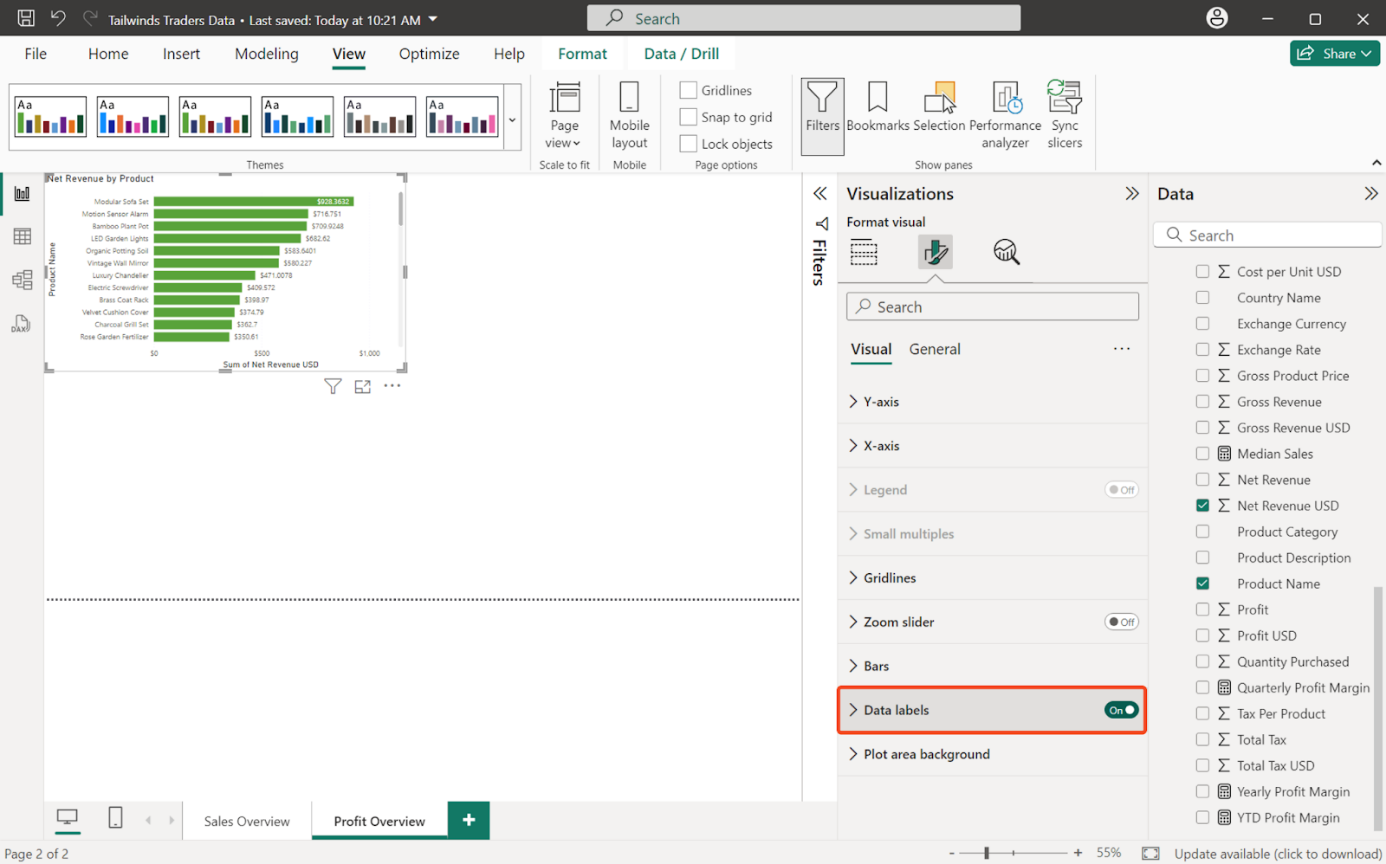 Tailwinds Traders Data • Last saved: Today at 10:21 AM
Search
File Home Insert Modeling View Optimize Help Format Data / Drill
Share
Aa Aa Aa Aa Aa Aa
Page view
Mobile layout
Gridlines
Snap to grid
Lock objects
Filters
Bookmarks
Selection
Performance analyzer
Sync slicers
Themes
Scale to fit
Mobile
Page options
Show panes
DAX
Net Revenue by Product
Product Name
Modular Sofa Set $928.3632
Motion Sensor Alarm $716.751
Bamboo Plant Pot $709.9248
LED Garden Lights $682.62
Organic Potting Soil $583.6401
Vintage Wall Mirror $580.227
Luxury Chandelier $471.0078
Electric Screwdriver $409.572
Brass Coat Rack $398.97
Velvet Cushion Cover $374.79
Charcoal Grill Set $362.7
Rose Garden Fertilizer $350.61
$0 $500 $1,000
Sum of Net Revenue USD
Filters
Visualizations
Format visual
Search
Visual General
Y-axis
X-axis
Legend Off
Small multiples
Gridlines
Zoom slider Off
Bars
Data labels On
Plot area background
Data
Search
Cost per Unit USD
Country Name
Exchange Currency
Exchange Rate
Gross Product Price
Gross Revenue
Gross Revenue USD
Median Sales
Net Revenue
Net Revenue USD
Product Category
Product Description
Product Name
Profit
Profit USD
Quantity Purchased
Quarterly Profit Margin
Tax Per Product
Total Tax
Total Tax USD
Yearly Profit Margin
YTD Profit Margin
Sales Overview Profit Overview
Page 2 of 2
55%
Update available (click to download)